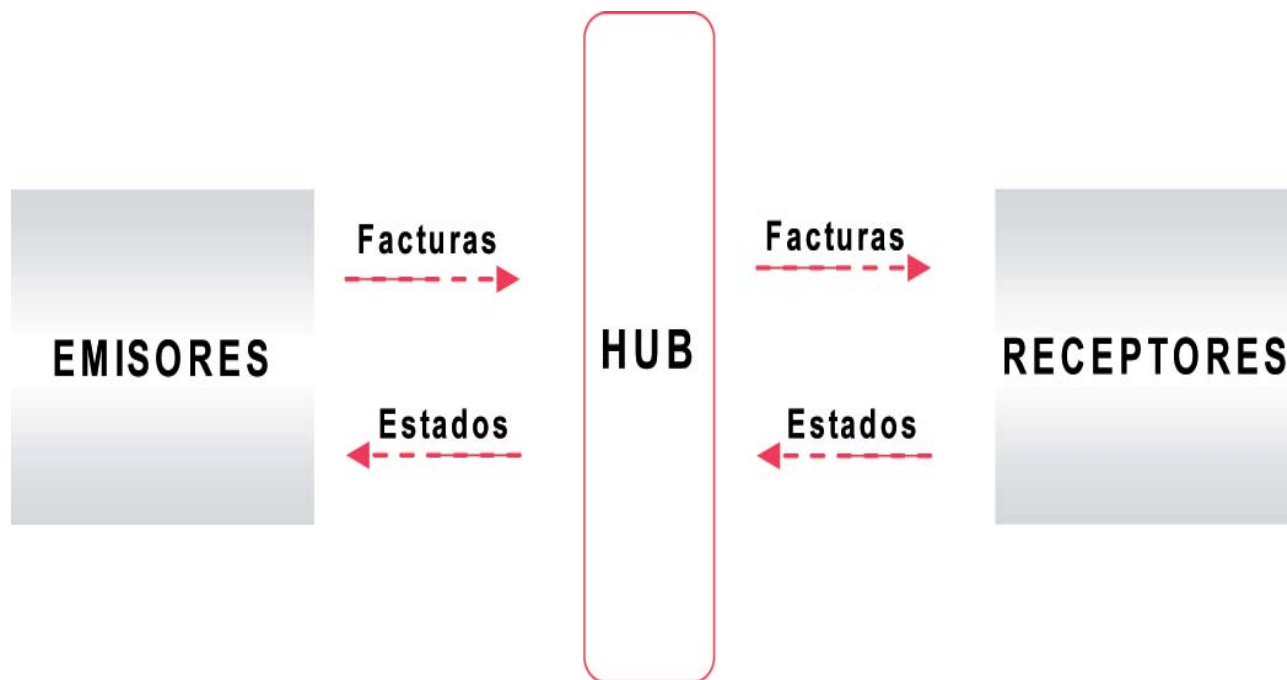 Facturas
Facturas
EMISORES
HUB
RECEPTORES
Estados
Estados